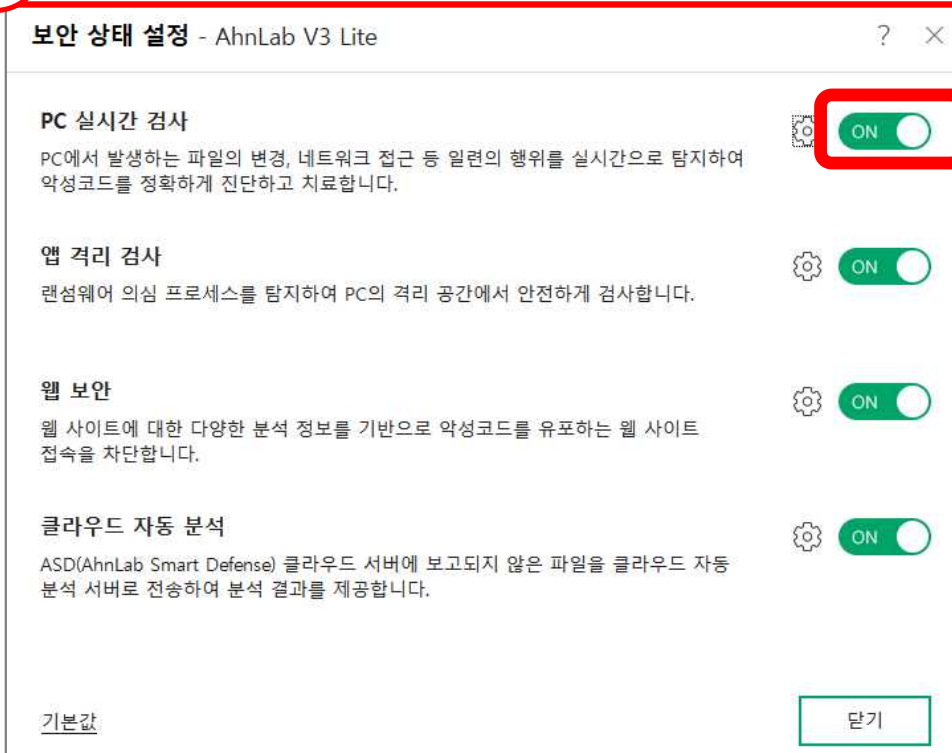 보안 상태 설정 - AhnLab V3 Lite
PC 실시간 검사
ON
PC에서 발생하는 파일의 변경, 네트워크 접근 등 일련의 행위를 실시간으로 탐지하여
악성코드를 정확하게 진단하고 치료합니다.
앱 격리 검사
ON
랜섬웨어 의심 프로세스를 탐지하여 PC의 격리 공간에서 안전하게 검사합니다.
웹 보안
ON
웹 사이트에 대한 다양한 분석 정보를 기반으로 악성코드를 유포하는 웹 사이트
접속을 차단합니다.
클라우드 자동 분석
ON
ASD(AhnLab Smart Defense) 클라우드 서버에 보고되지 않은 파일을 클라우드 자동
분석 서버로 전송하여 분석 결과를 제공합니다.
기본값
닫기